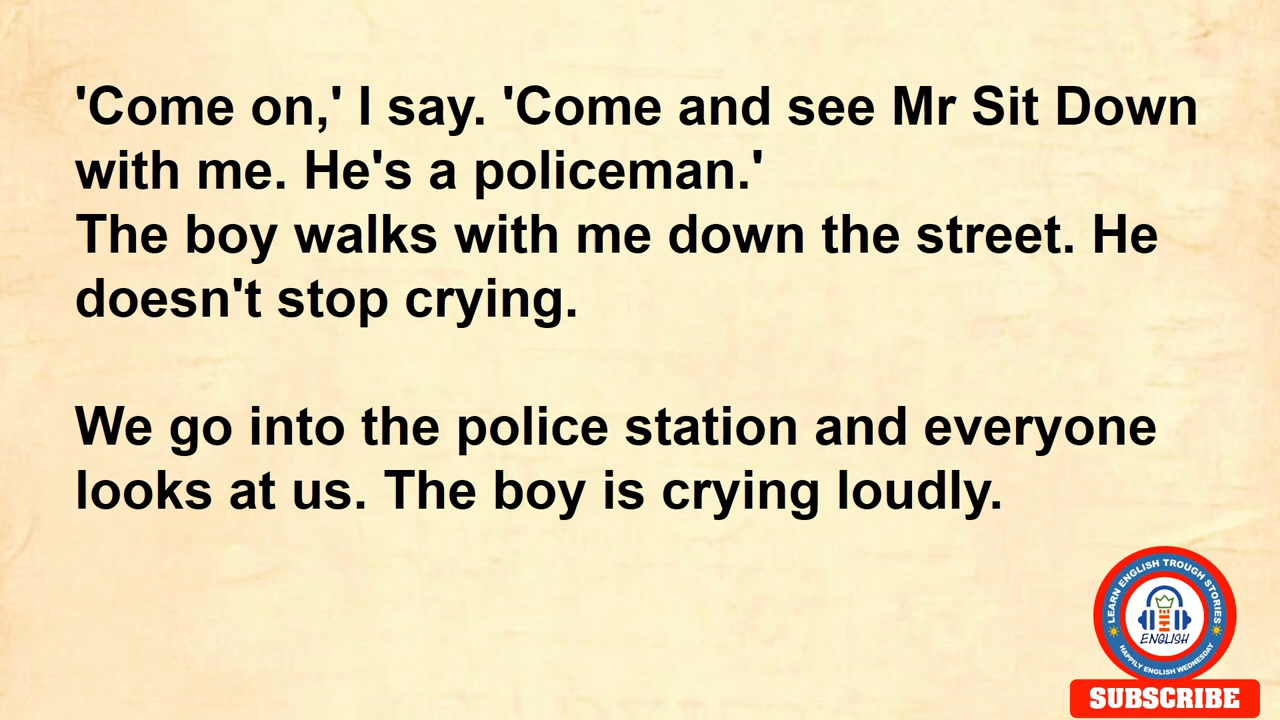 'Come on,' I say. 'Come and see Mr Sit Down
with me. He's a policeman.'
The boy walks with me down the street. He
doesn't stop crying.
We go into the police station and everyone
looks at us. The boy is crying loudly.
LEARN ENGLISH TROUGH STORIES
ENGLISH
HAPPILY ENGLISH WEDNESDAY
SUBSCRIBE